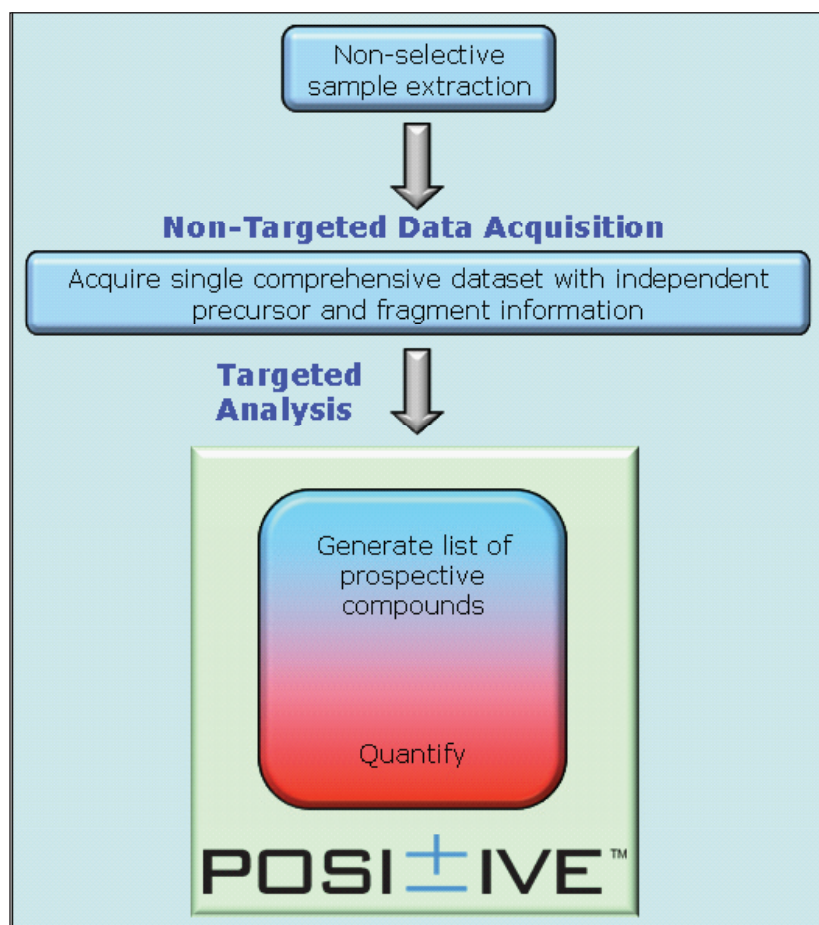 Non-selective
sample extraction
Non-Targeted Data Acquisition
Acquire single comprehensive dataset with independent
precursor and fragment information
Targeted
Analysis
Generate list of
prospective
compounds
Quantify
POSI±IVE™